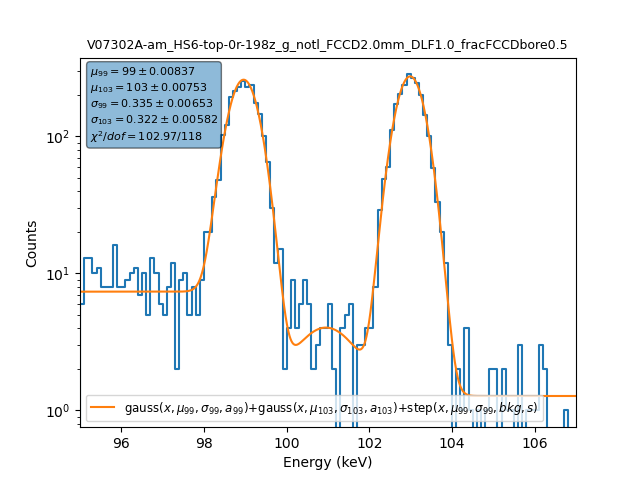 V07302A-am_HS6-top-0r-198z_g_notl_FCCD2.0mm_DLF1.0_fracFCCDbore0.5
μ₉₉ = 99 ± 0.00837
μ₁₀₃ = 103 ± 0.00753
σ₉₉ = 0.335 ± 0.00653
σ₁₀₃ = 0.322 ± 0.00582
χ²/dof = 102.97/118
Counts
10²
10¹
10⁰
gauss(x, μ₉₉, σ₉₉, a₉₉)+gauss(x, μ₁₀₃, σ₁₀₃, a₁₀₃)+step(x, μ₉₉, σ₉₉, bkg, s)
96 98 100 102 104 106
Energy (keV)